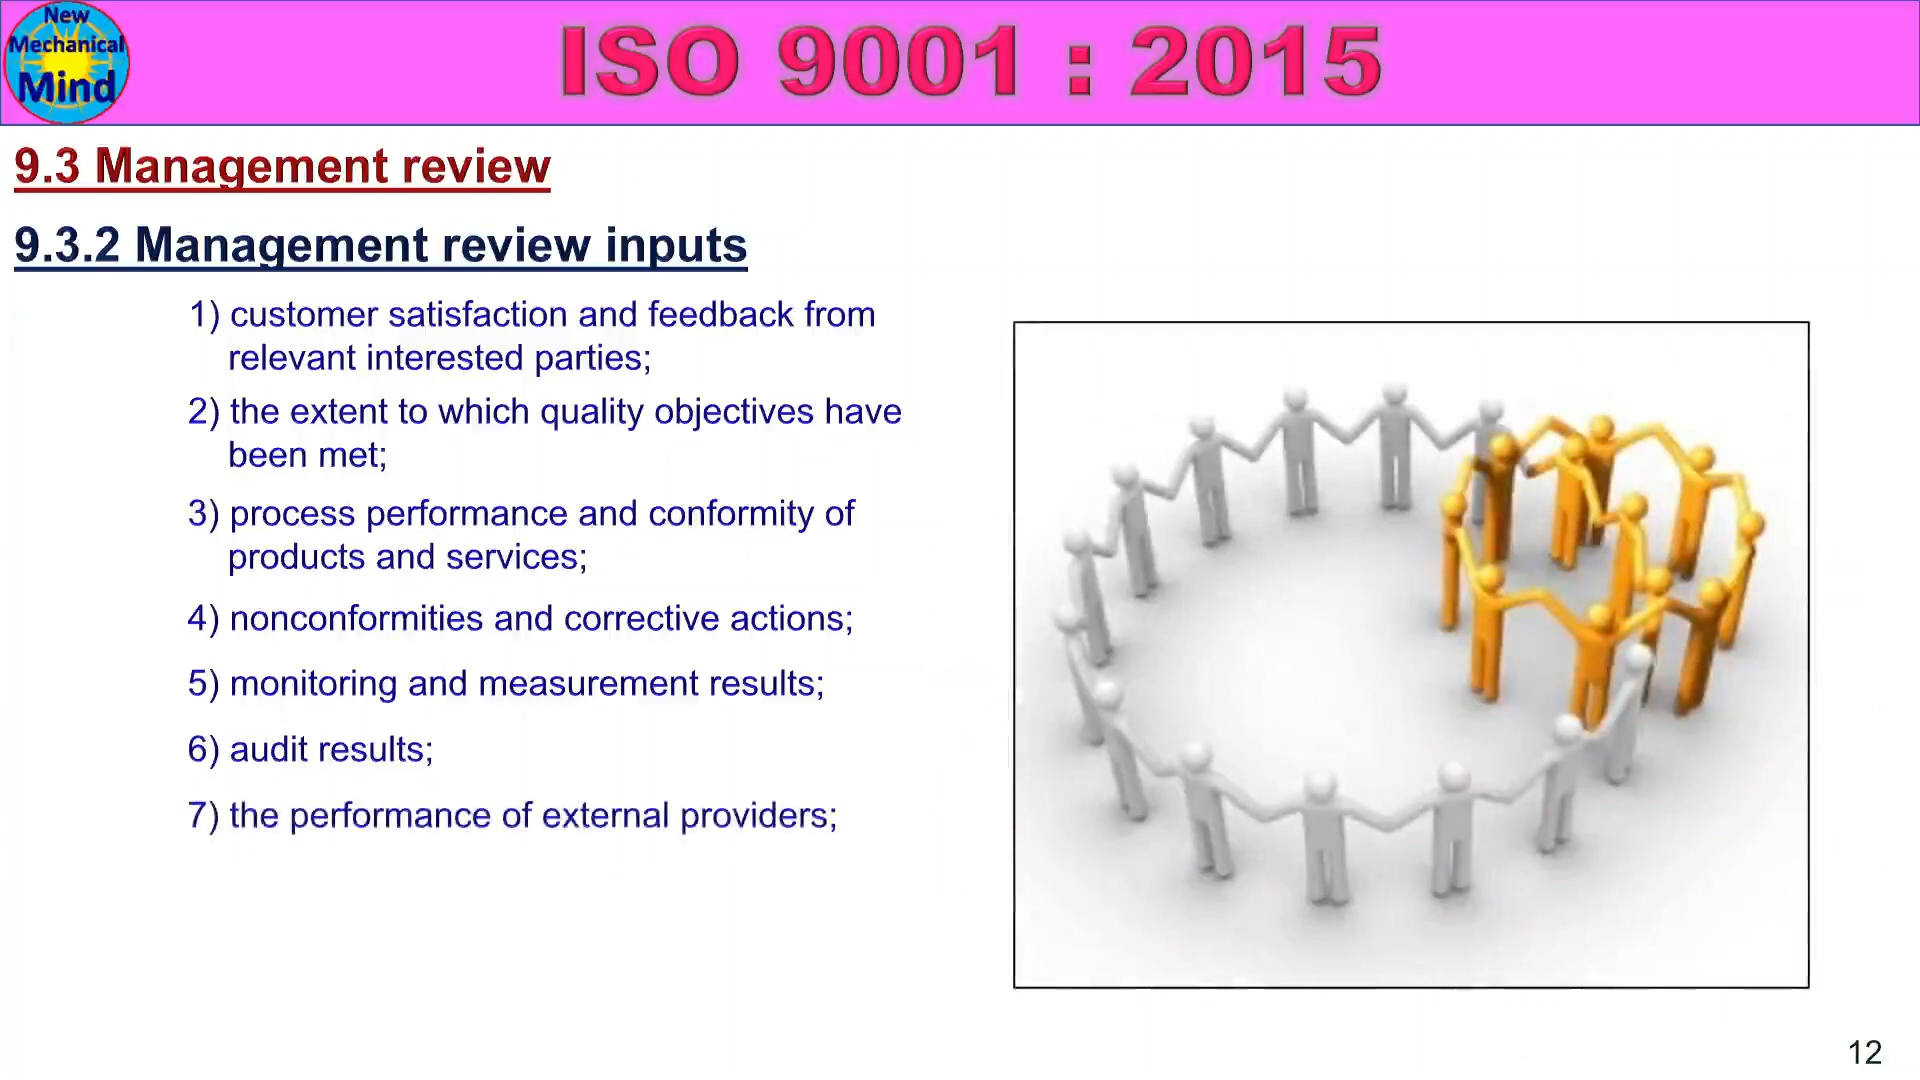 New
Mechanical
Mind
ISO 9001 : 2015
9.3 Management review
9.3.2 Management review inputs
1) customer satisfaction and feedback from
relevant interested parties;
2) the extent to which quality objectives have
been met;
3) process performance and conformity of
products and services;
4) nonconformities and corrective actions;
5) monitoring and measurement results;
6) audit results;
7) the performance of external providers;
12